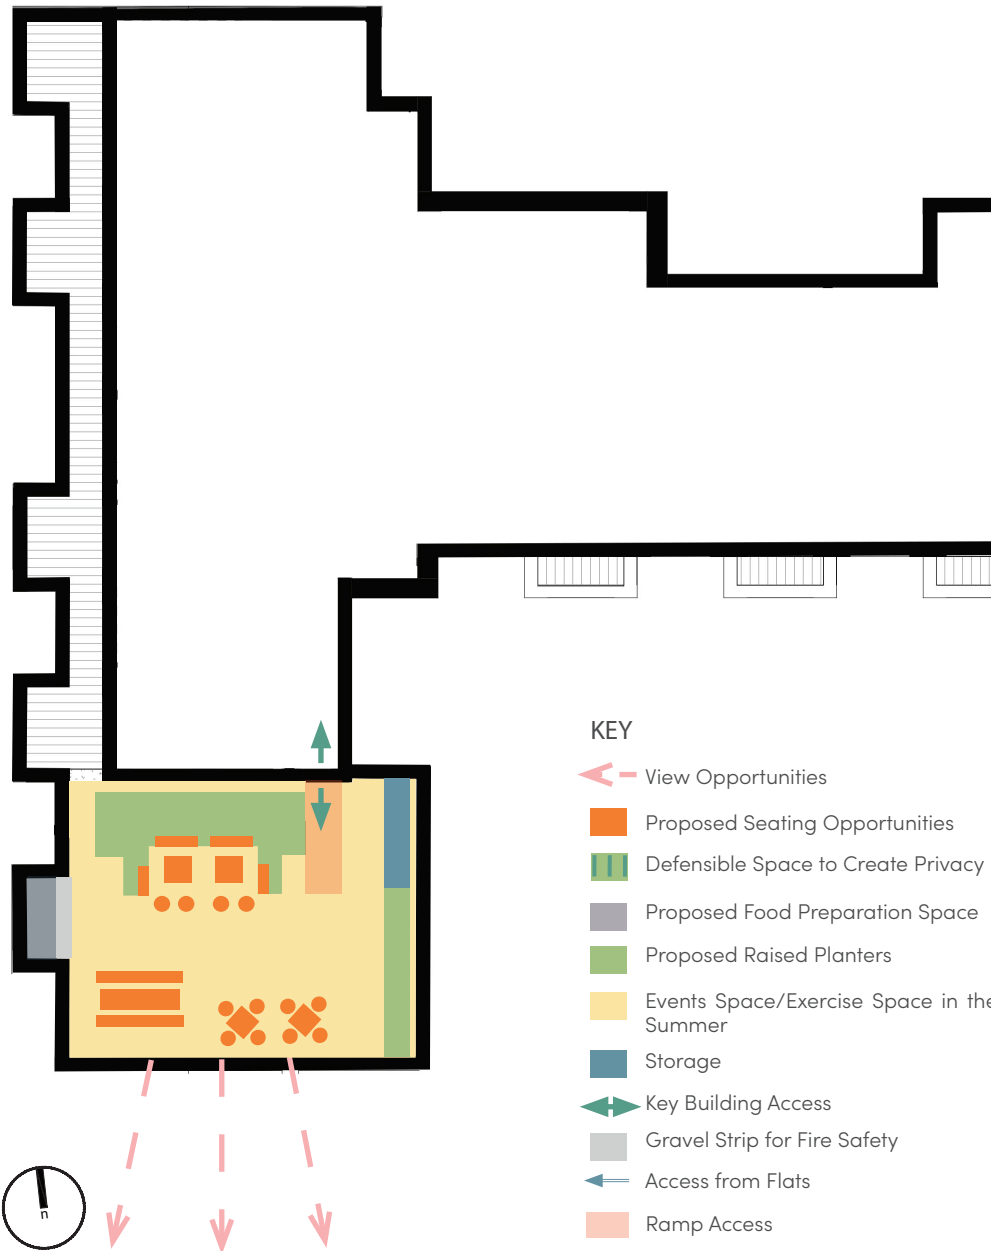 KEY
View Opportunities
Proposed Seating Opportunities
Defensible Space to Create Privacy
Proposed Food Preparation Space
Proposed Raised Planters
Events Space/Exercise Space in the
Summer
Storage
Key Building Access
Gravel Strip for Fire Safety
Access from Flats
Ramp Access
n